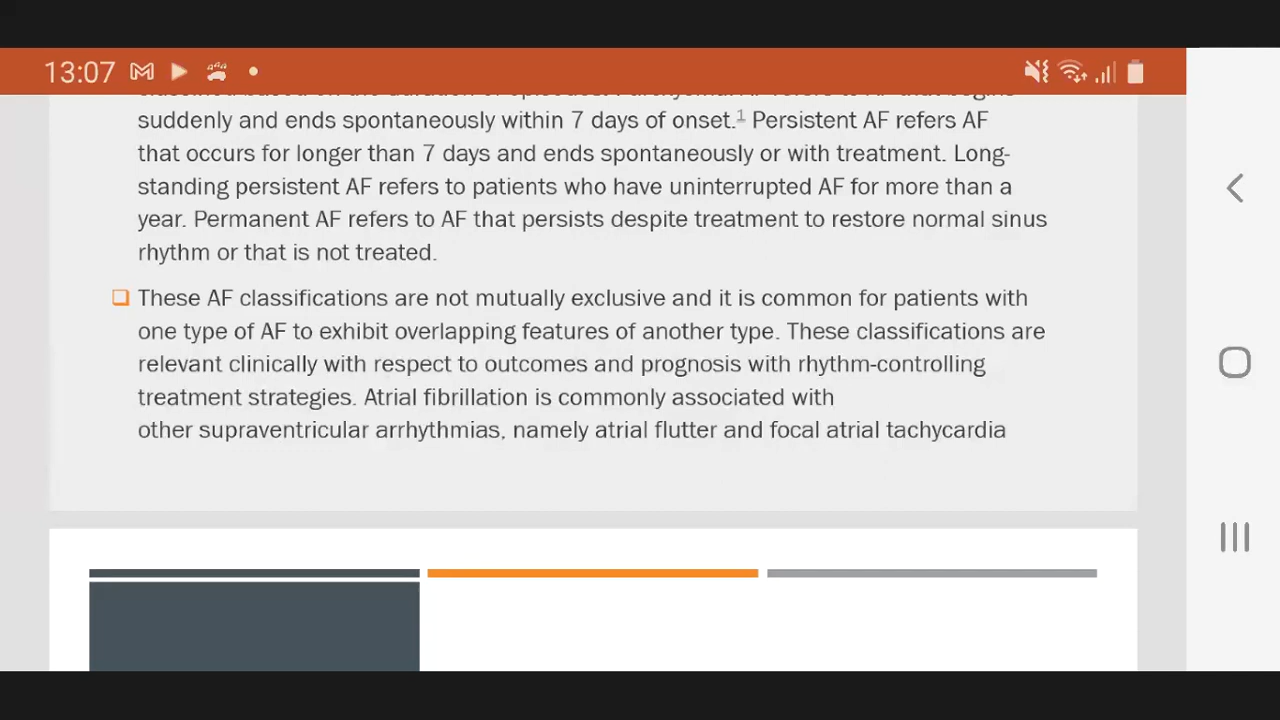 13:07
suddenly and ends spontaneously within 7 days of onset.1 Persistent AF refers AF
that occurs for longer than 7 days and ends spontaneously or with treatment. Long-
standing persistent AF refers to patients who have uninterrupted AF for more than a
year. Permanent AF refers to AF that persists despite treatment to restore normal sinus
rhythm or that is not treated.
These AF classifications are not mutually exclusive and it is common for patients with
one type of AF to exhibit overlapping features of another type. These classifications are
relevant clinically with respect to outcomes and prognosis with rhythm-controlling
treatment strategies. Atrial fibrillation is commonly associated with
other supraventricular arrhythmias, namely atrial flutter and focal atrial tachycardia